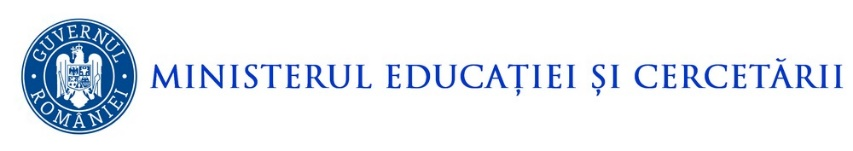 GUVERNUL
ROMÂNIEI
MINISTERUL EDUCAȚIEI ȘI CERCETĂRII